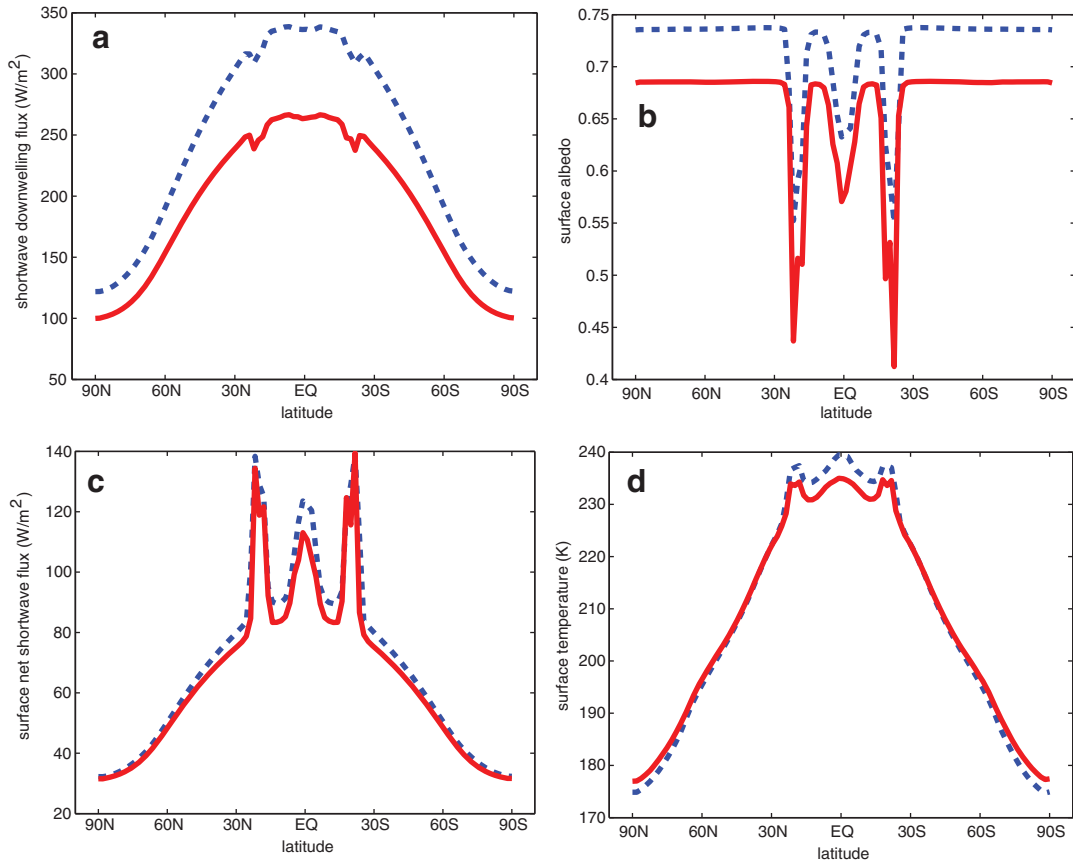 a
shortwave downwelling flux (W/m²)
350
300
250
200
150
100
50
90N 60N 30N EQ 30S 60S 90S
latitude
b
surface albedo
0.75
0.7
0.65
0.6
0.55
0.5
0.45
0.4
90N 60N 30N EQ 30S 60S 90S
latitude
c
surface net shortwave flux (W/m²)
140
120
100
80
60
40
20
90N 60N 30N EQ 30S 60S 90S
latitude
d
surface temperature (K)
240
230
220
210
200
190
180
170
90N 60N 30N EQ 30S 60S 90S
latitude